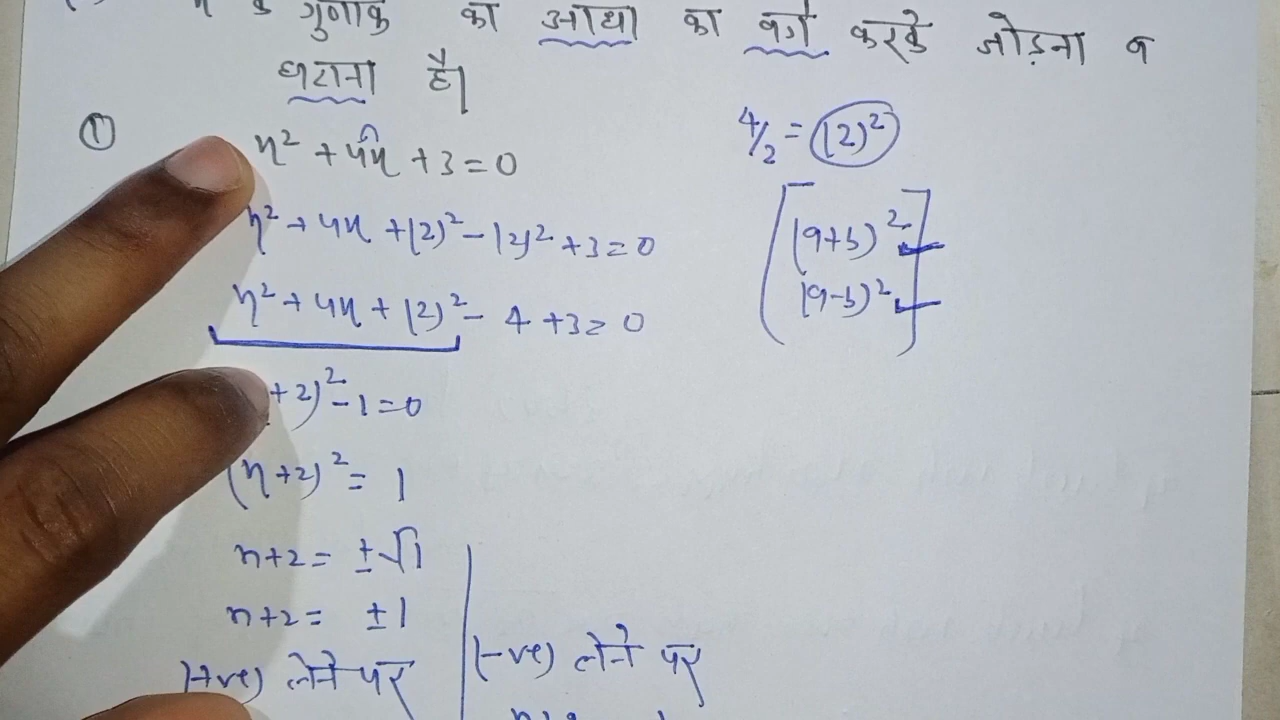 x के गुणांक का आधा का वर्ग करके जोड़ना व
घटाना है।
① x² + 4x + 3 = 0
4/2 = (2)²
x² + 4x + (2)² - (2)² + 3 = 0
x² + 4x + (2)² - 4 + 3 = 0
[(a+b)²
(a-b)²]
+2)² - 1 = 0
(x+2)² = 1
x+2 = ±√1
x+2 = ±1
(+ve) लेने पर
(-ve) लेने पर